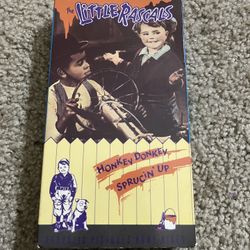 The
Little Rascals
Honkey Donkey
Sprucin Up